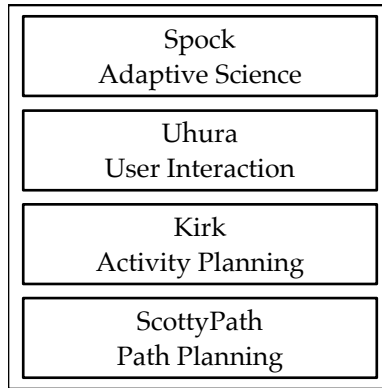 Spock
Adaptive Science
Uhura
User Interaction
Kirk
Activity Planning
ScottyPath
Path Planning